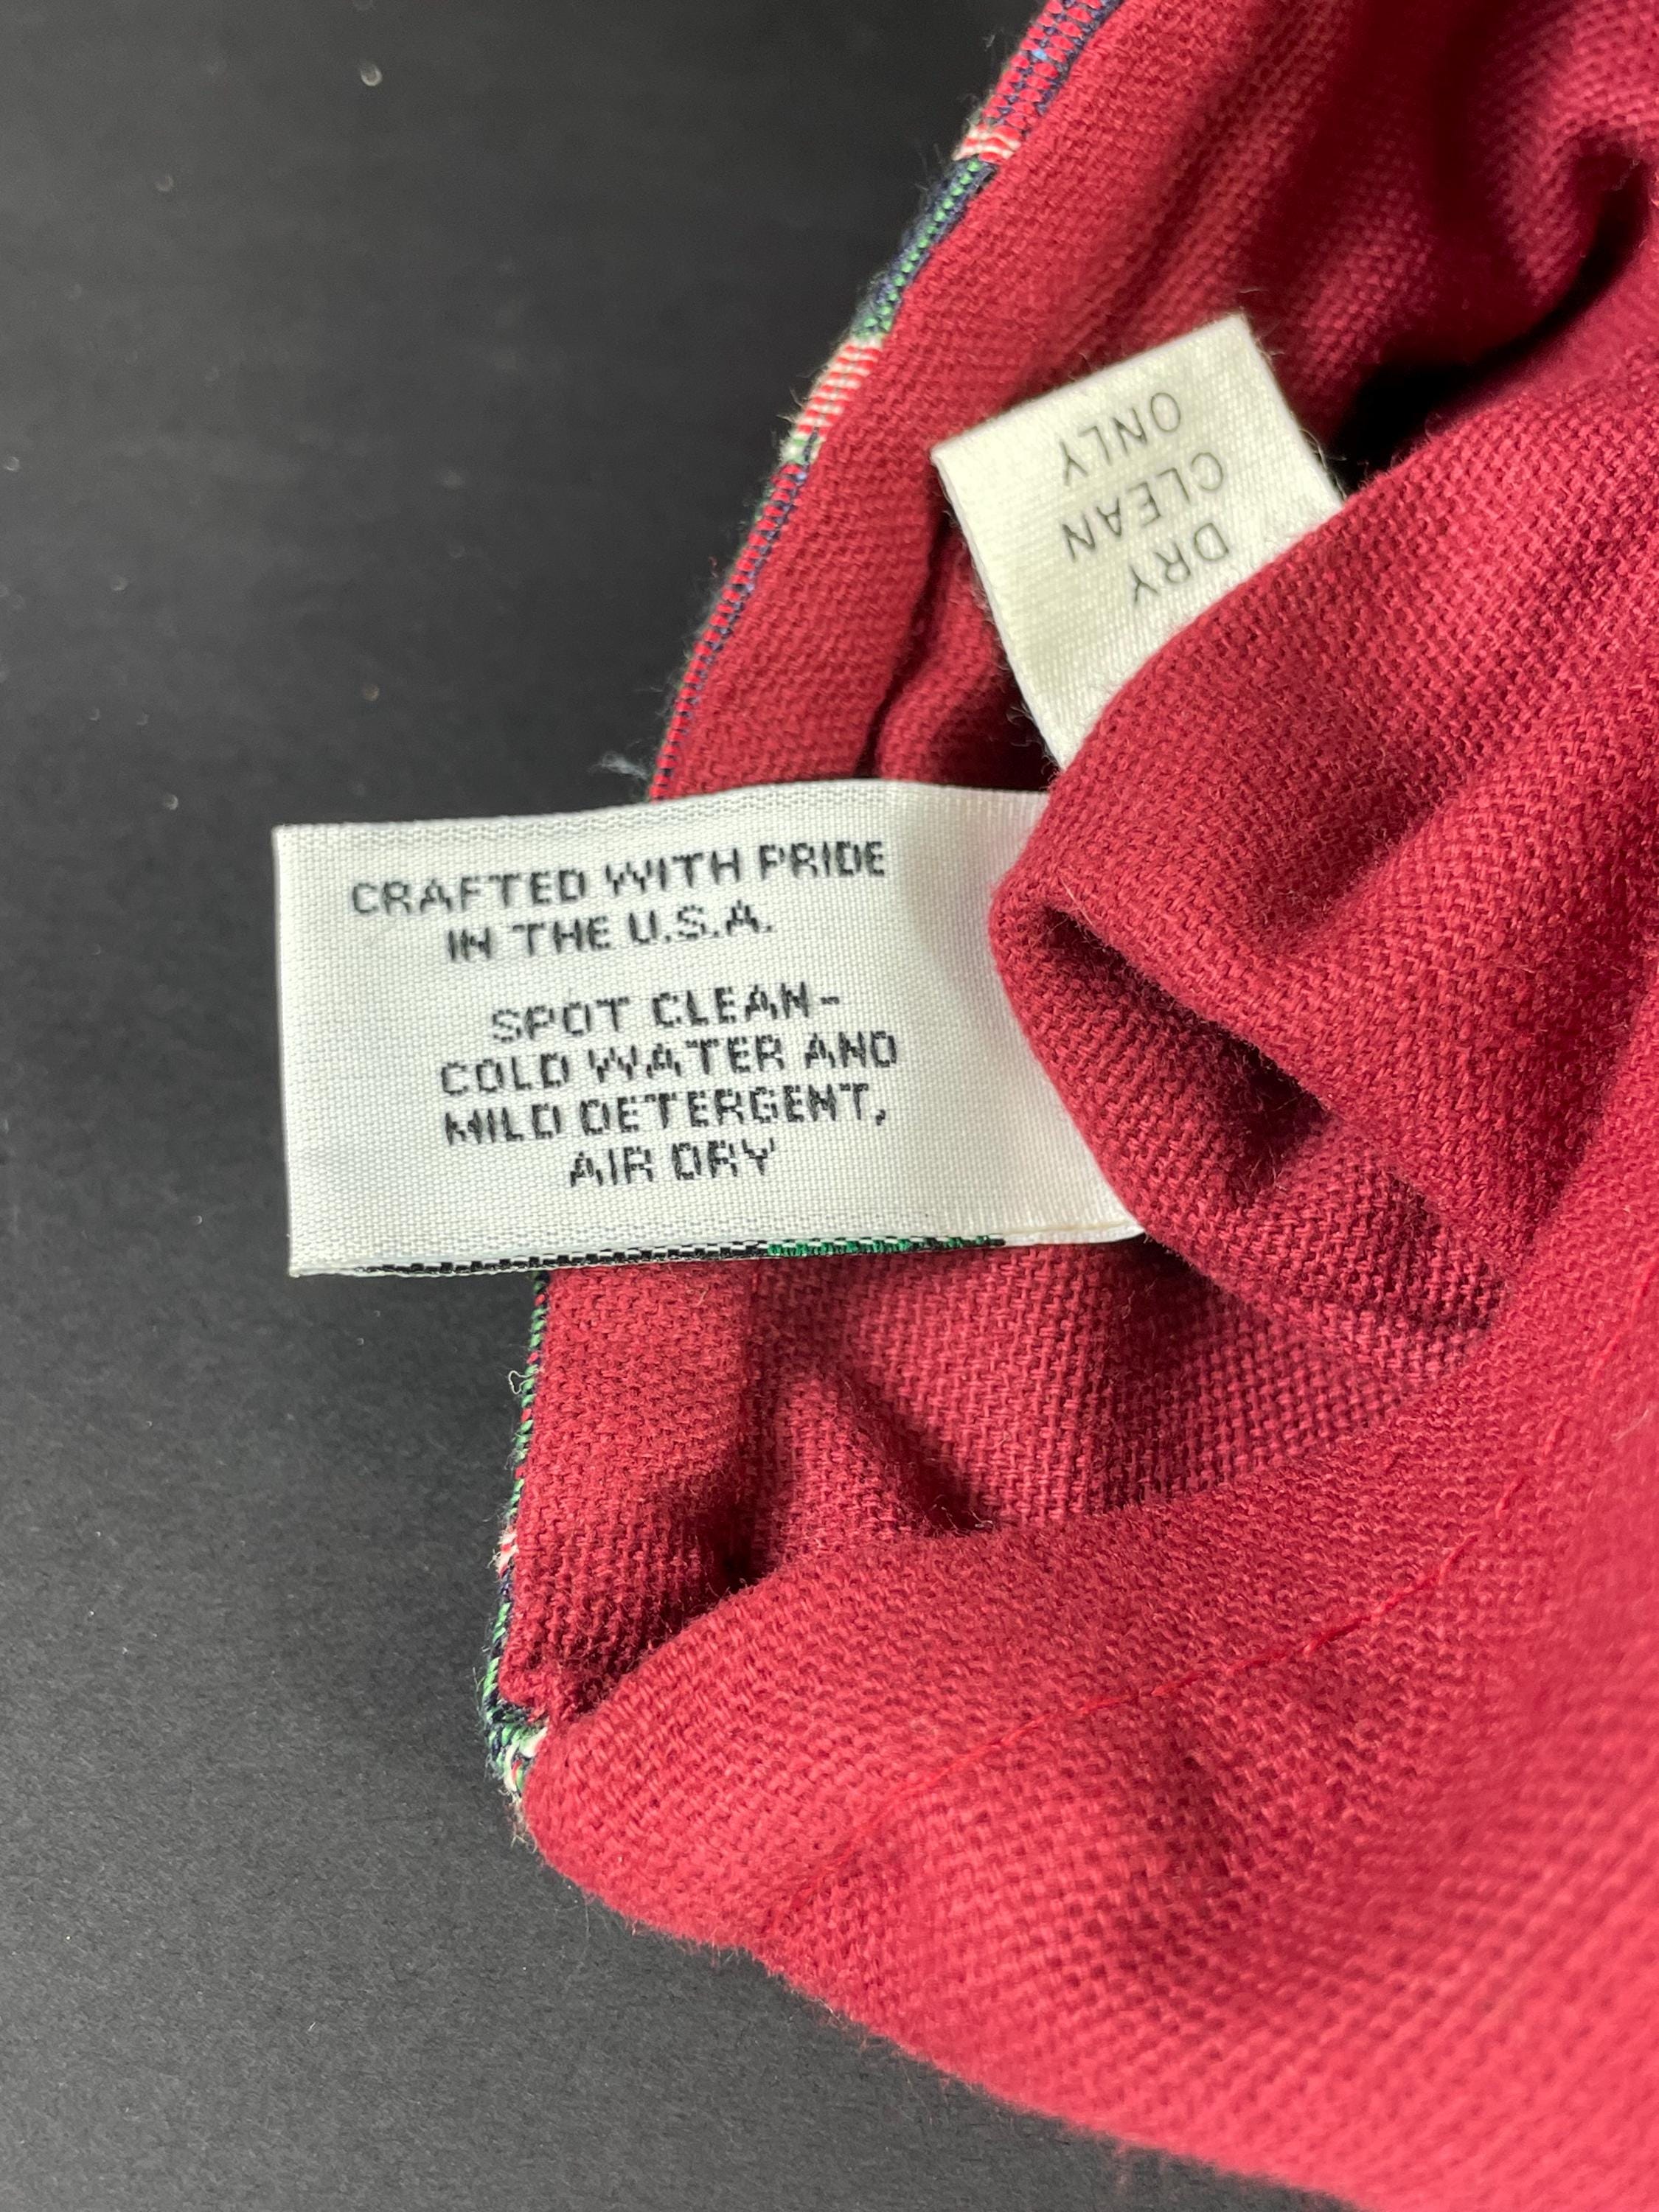 CRAFTED WITH PRIDE
IN THE U.S.A.
SPOT CLEAN-
COLD WATER AND
MILD DETERGENT,
AIR DRY
DRY
CLEAN
ONLY